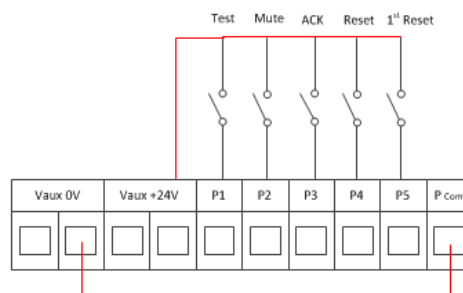 Test Mute ACK Reset 1st Reset
Vaux 0V Vaux +24V P1 P2 P3 P4 P5 P Com